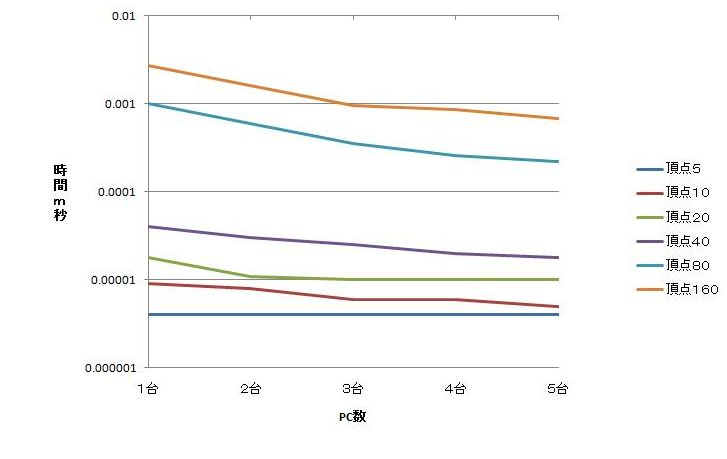 0.01
0.001
0.0001
0.00001
0.000001
時間ｍ秒
1台
2台
3台
4台
5台
PC数
頂点５
頂点１０
頂点２０
頂点４０
頂点８０
頂点１６０